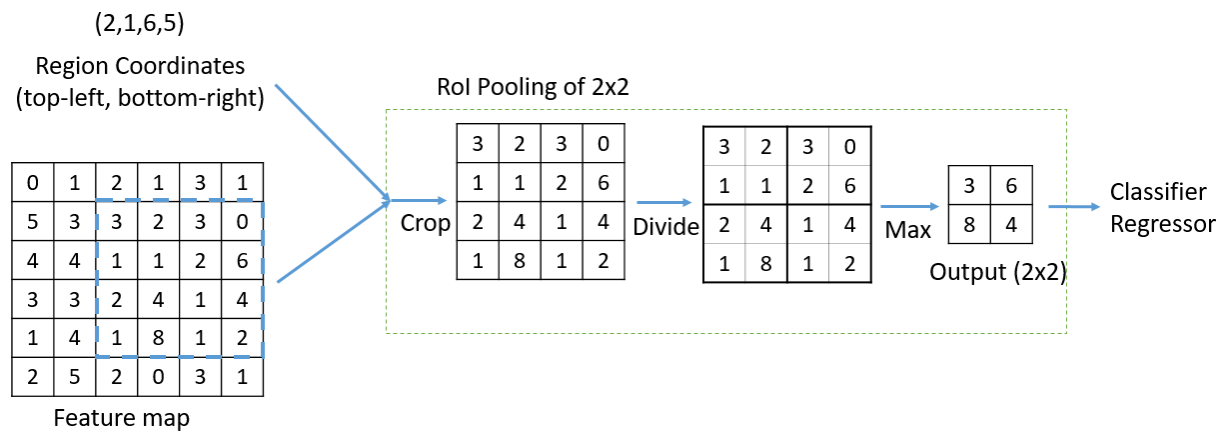 (2,1,6,5)
Region Coordinates
(top-left, bottom-right)
0 1 2 1 3 1
5 3 3 2 3 0
4 4 1 1 2 6
3 3 2 4 1 4
1 4 1 8 1 2
2 5 2 0 3 1
Feature map
RoI Pooling of 2x2
Crop
3 2 3 0
1 1 2 6
2 4 1 4
1 8 1 2
Divide
3 2 3 0
1 1 2 6
2 4 1 4
1 8 1 2
Max
3 6
8 4
Output (2x2)
Classifier
Regressor